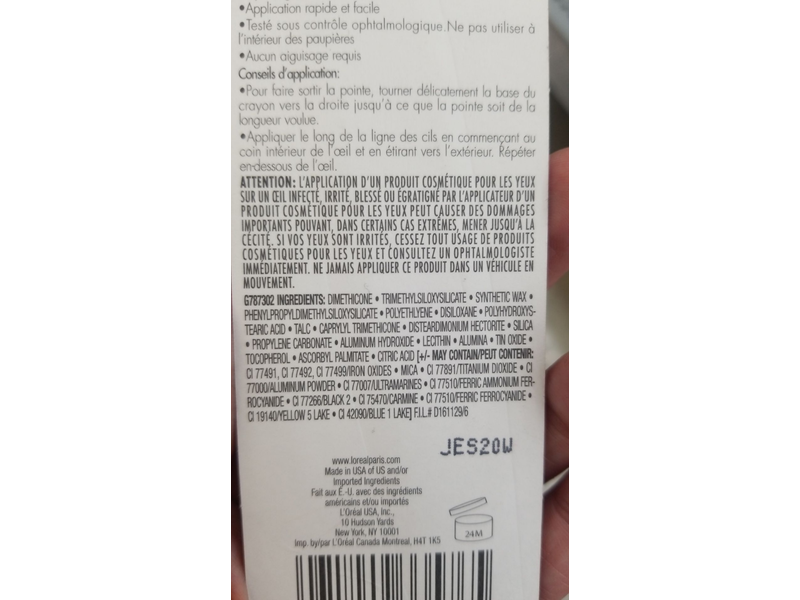 •Application rapide et facile
•Testé sous contrôle ophtalmologique.Ne pas utiliser à
l'intérieur des paupières
•Aucun aiguisage requis
Conseils d'application:
•Pour faire sortir la pointe, tourner délicatement la base du
crayon vers la droite jusqu'à ce que la pointe soit de la
longueur voulue.
•Appliquer le long de la ligne des cils en commençant au
coin intérieur de l'œil et en étirant vers l'extérieur. Répéter
en-dessous de l'œil.
ATTENTION: L'APPLICATION D'UN PRODUIT COSMÉTIQUE POUR LES YEUX
SUR UN ŒIL INFECTÉ, IRRITÉ, BLESSÉ OU ÉGRATIGNÉ PAR L'APPLICATEUR D'UN
PRODUIT COSMÉTIQUE POUR LES YEUX PEUT CAUSER DES DOMMAGES
IMPORTANTS POUVANT, DANS CERTAINS CAS EXTRÊMES, MENER JUSQU'À LA
CÉCITÉ. SI VOS YEUX SONT IRRITÉS, CESSEZ TOUT USAGE DE PRODUITS
COSMÉTIQUES POUR LES YEUX ET CONSULTEZ UN OPHTALMOLOGISTE
IMMÉDIATEMENT. NE JAMAIS APPLIQUER CE PRODUIT DANS UN VÉHICULE EN
MOUVEMENT.
G787302 INGREDIENTS: DIMETHICONE • TRIMETHYLSILOXYSILICATE • SYNTHETIC WAX •
PHENYLPROPYLDIMETHYLSILOXYSILICATE • POLYETHYLENE • DISILOXANE • POLYHYDROXYS-
TEARIC ACID • TALC • CAPRYLYL TRIMETHICONE • DISTEARDIMONIUM HECTORITE • SILICA
• PROPYLENE CARBONATE • ALUMINUM HYDROXIDE • LECITHIN • ALUMINA • TIN OXIDE •
TOCOPHEROL • ASCORBYL PALMITATE • CITRIC ACID [+/- MAY CONTAIN/PEUT CONTENIR:
CI 77491, CI 77492, CI 77499/IRON OXIDES • MICA • CI 77891/TITANIUM DIOXIDE • CI
77000/ALUMINUM POWDER • CI 77007/ULTRAMARINES • CI 77510/FERRIC AMMONIUM FER-
ROCYANIDE • CI 77266/BLACK 2 • CI 75470/CARMINE • CI 77510/FERRIC FERROCYANIDE •
CI 19140/YELLOW 5 LAKE • CI 42090/BLUE 1 LAKE] F.I.L.# D161129/6
JES20W
www.lorealparis.com
Made in USA of US and/or
Imported Ingredients
Fait aux É.-U. avec des ingrédients
américains et/ou importés
L'Oréal USA, Inc.,
10 Hudson Yards
New York, NY 10001
Imp. by/par L'Oréal Canada Montreal, H4T 1K5
24M